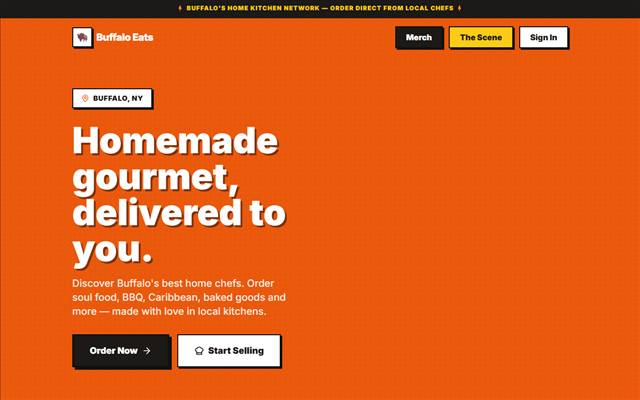 BUFFALO'S HOME KITCHEN NETWORK — ORDER DIRECT FROM LOCAL CHEFS
Buffalo Eats
Merch
The Scene
Sign In
BUFFALO, NY
Homemade
gourmet,
delivered to
you.
Discover Buffalo's best home chefs. Order
soul food, BBQ, Caribbean, baked goods and
more — made with love in local kitchens.
Order Now →
Start Selling